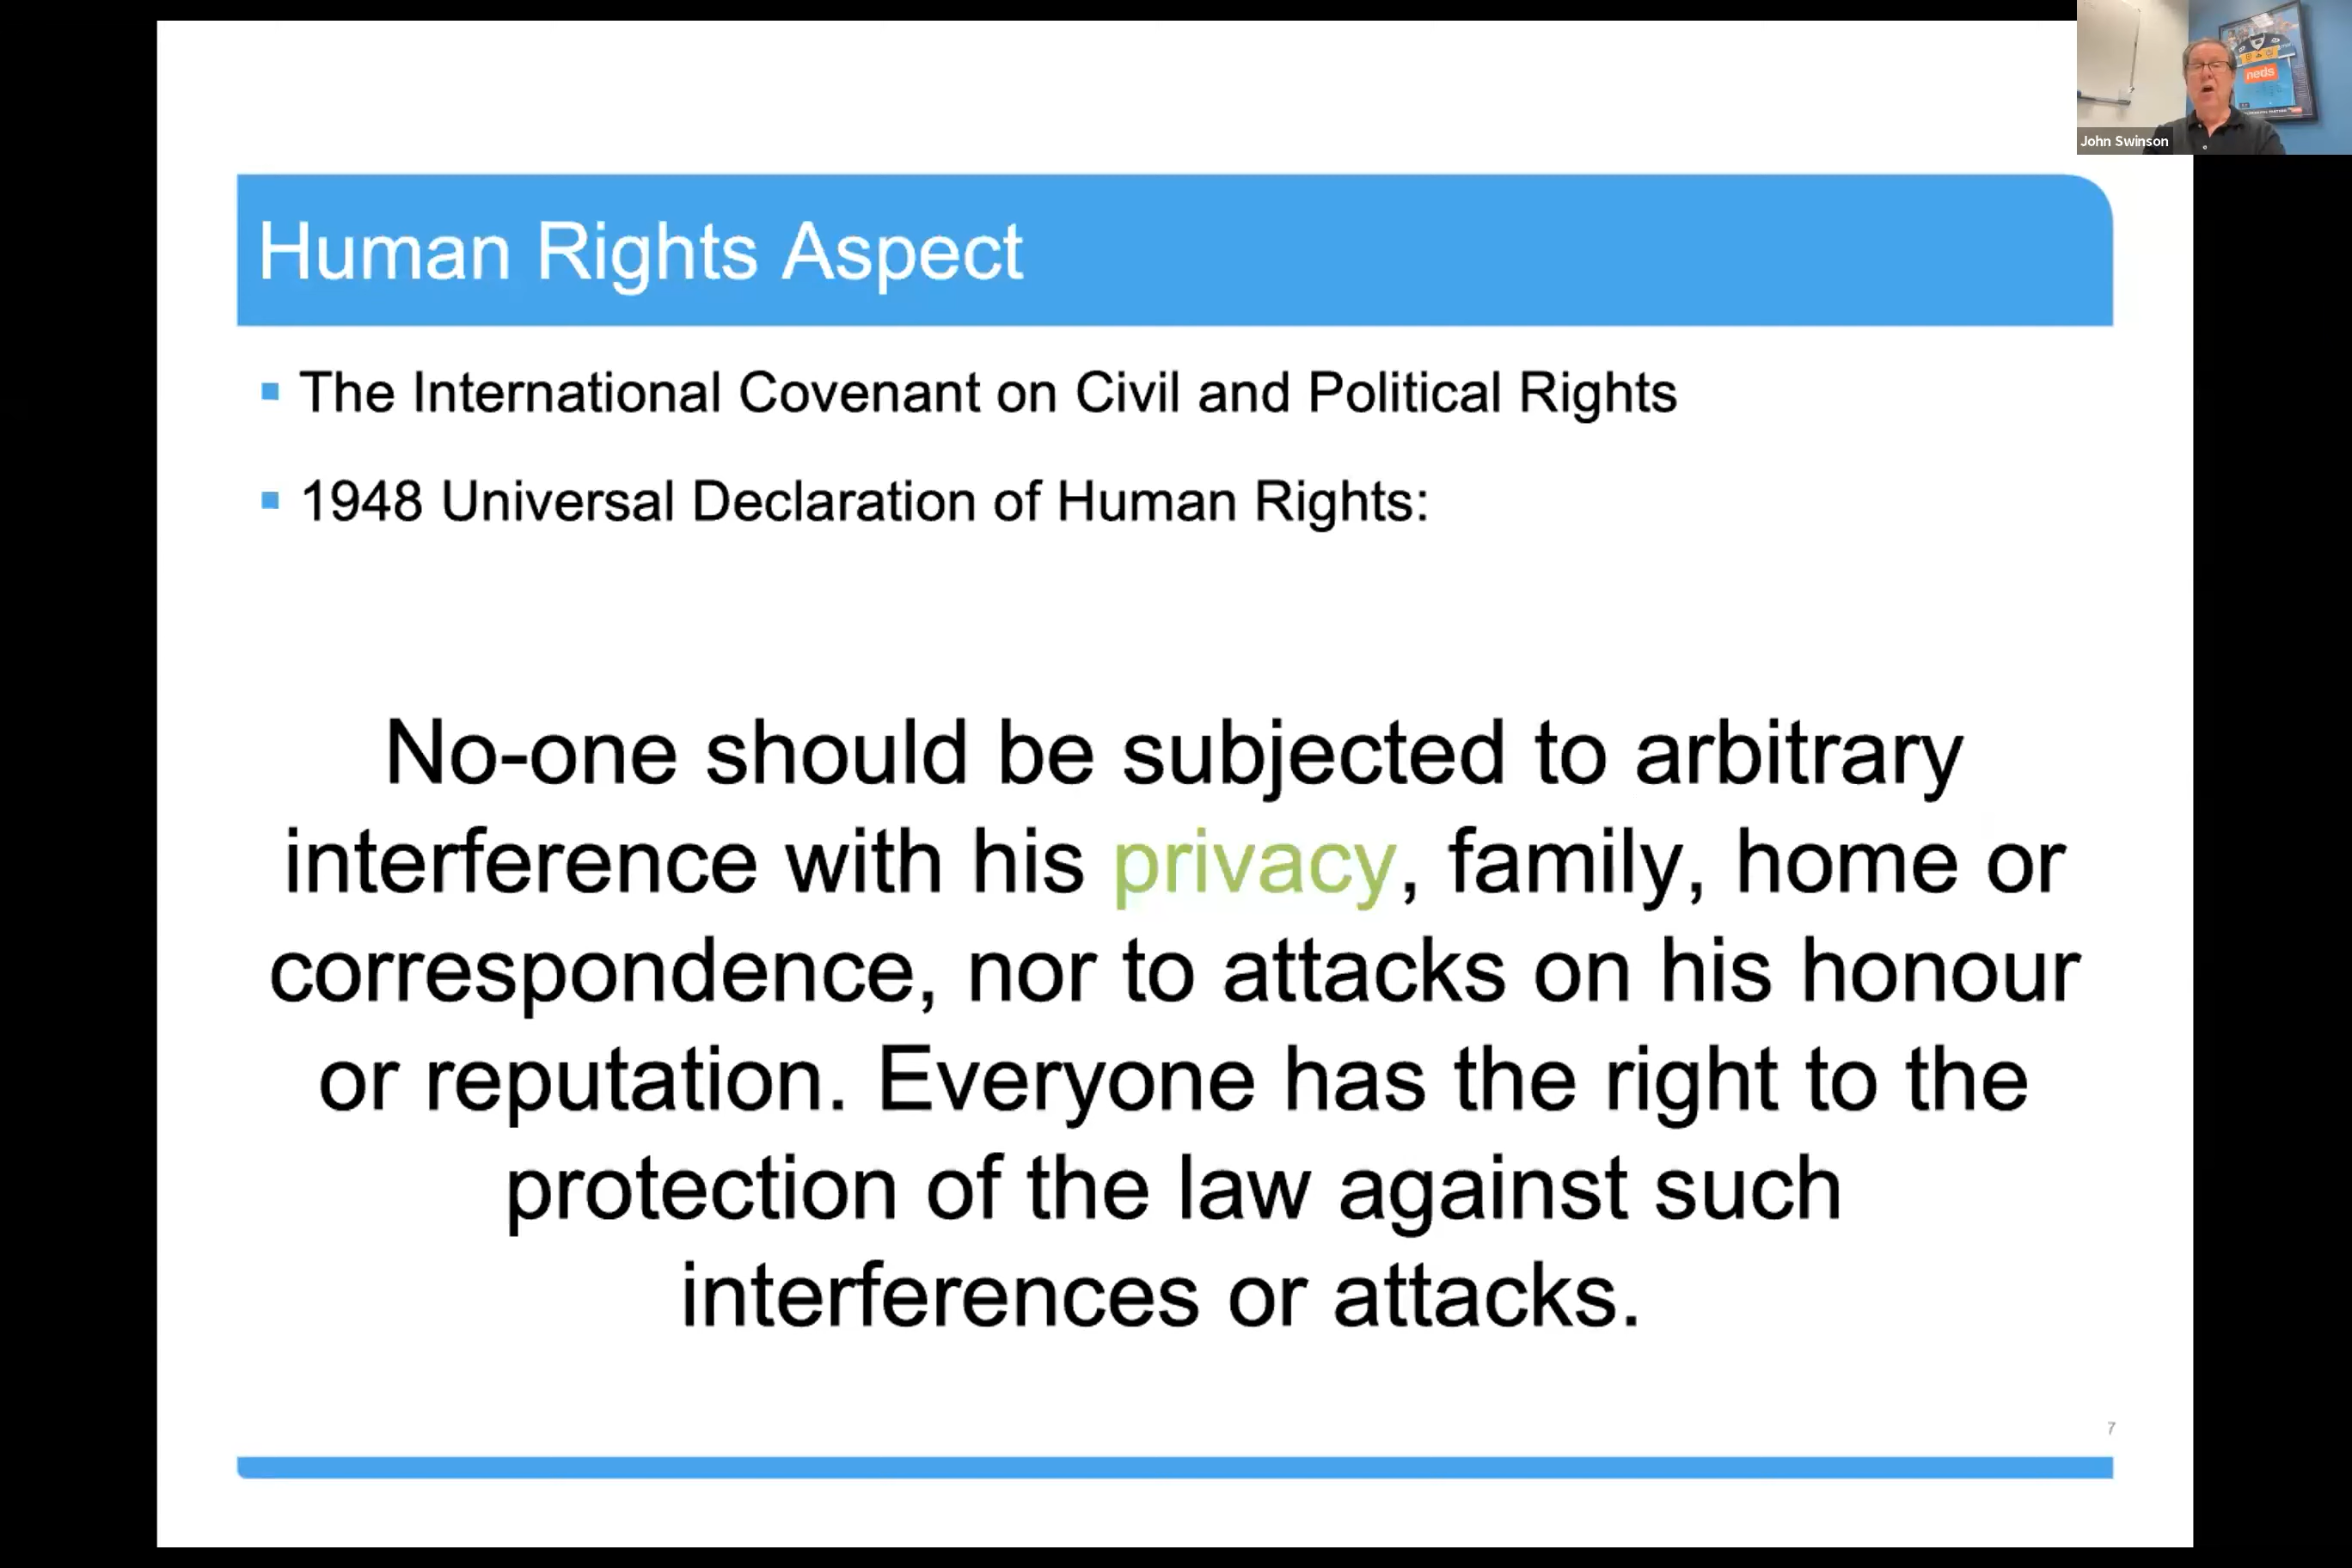 neds
John Swinson
Human Rights Aspect
The International Covenant on Civil and Political Rights
1948 Universal Declaration of Human Rights:
No-one should be subjected to arbitrary
interference with his privacy, family, home or
correspondence, nor to attacks on his honour
or reputation. Everyone has the right to the
protection of the law against such
interferences or attacks.
7